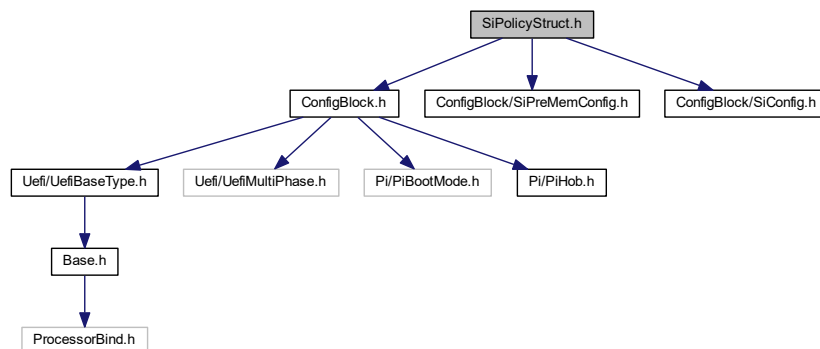 SiPolicyStruct.h
ConfigBlock.h
ConfigBlock/SiPreMemConfig.h
ConfigBlock/SiConfig.h
Uefi/UefiBaseType.h
Uefi/UefiMultiPhase.h
Pi/PiBootMode.h
Pi/PiHob.h
Base.h
ProcessorBind.h